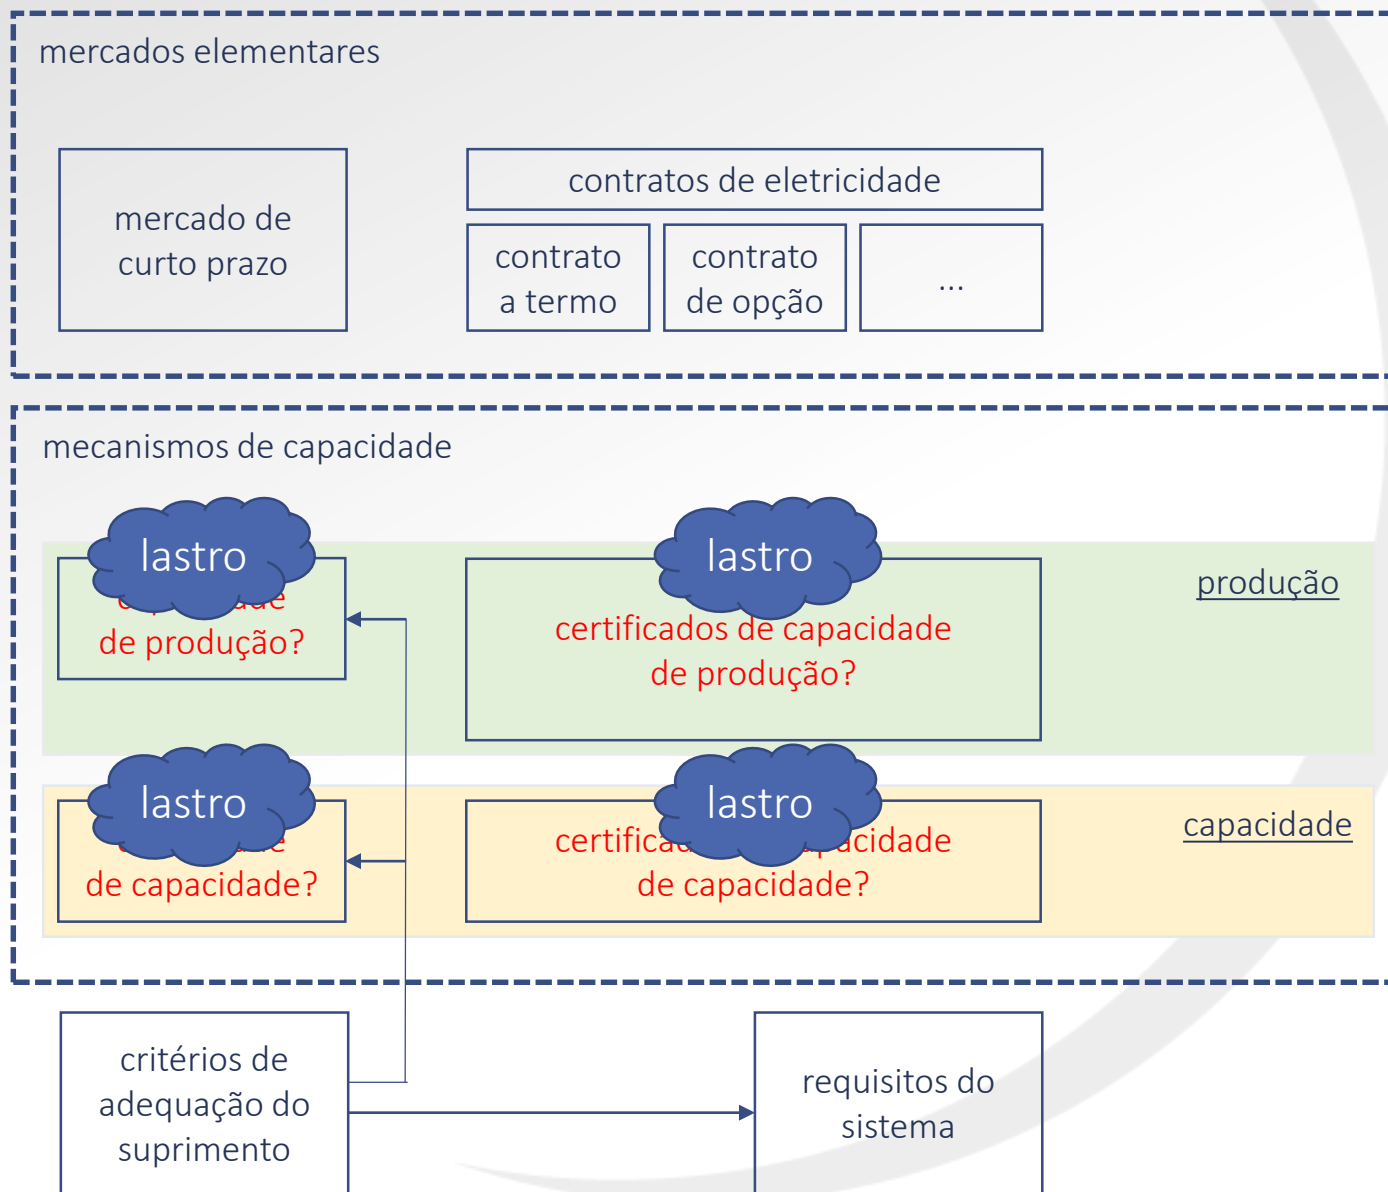 mercados elementares
mercado de
curto prazo
contratos de eletricidade
contrato
a termo
contrato
de opção
...
mecanismos de capacidade
lastro
de produção?
lastro
certificados de capacidade
de produção?
produção
lastro
de capacidade?
lastro
de capacidade?
capacidade
critérios de
adequação do
suprimento
requisitos do
sistema